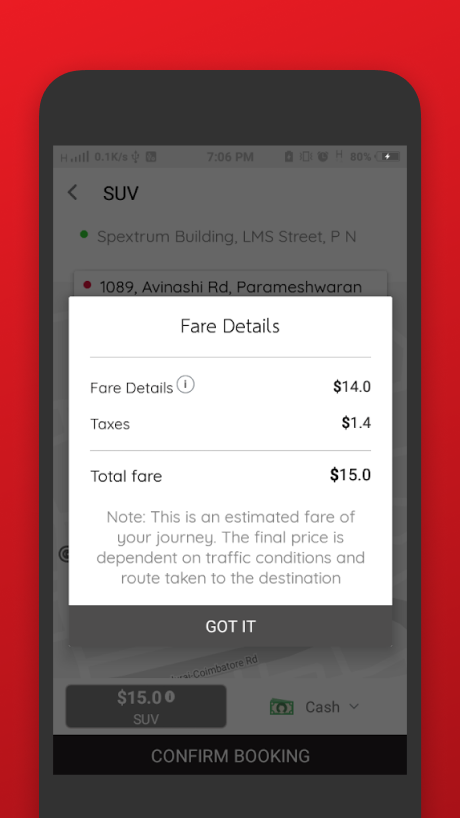 H 0.1K/s 7:06 PM H 80%
SUV
Spextrum Building, LMS Street, P N
1089, Avinashi Rd, Parameshwaran
Fare Details
Fare Details $14.0
Taxes $1.4
Total fare $15.0
Note: This is an estimated fare of
your journey. The final price is
dependent on traffic conditions and
route taken to the destination
GOT IT
Coimbatore Rd
$15.0
SUV
Cash
CONFIRM BOOKING